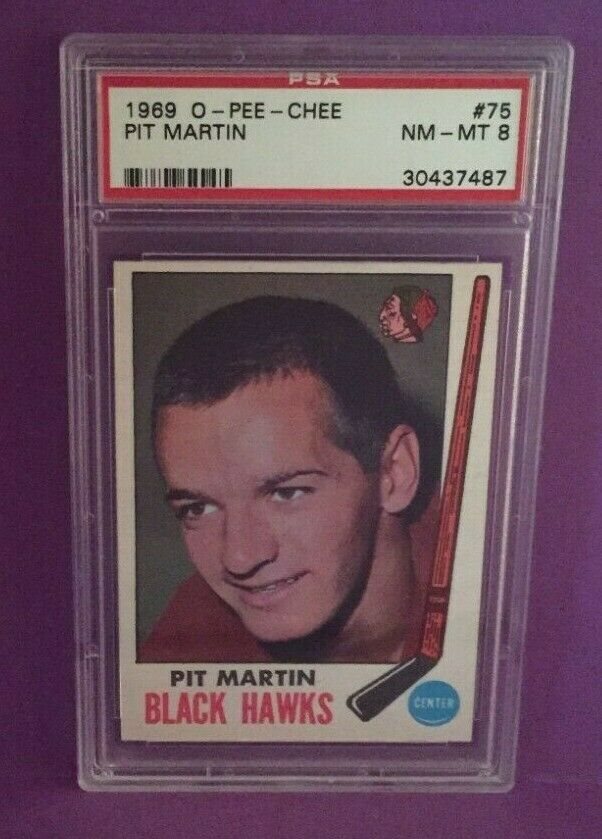 PSA
1969 O-PEE-CHEE #75
PIT MARTIN NM-MT 8
30437487
PIT MARTIN
BLACK HAWKS
CENTER